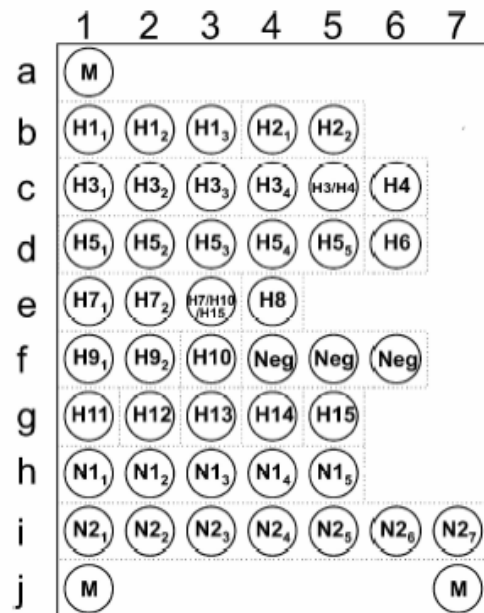 1 2 3 4 5 6 7
a M
b H1₁ H1₂ H1₃ H2₁ H2₂
c H3₁ H3₂ H3₃ H3₄ H3/H4 H4
d H5₁ H5₂ H5₃ H5₄ H5₅ H6
e H7₁ H7₂ H7/H10/H15 H8
f H9₁ H9₂ H10 Neg Neg Neg
g H11 H12 H13 H14 H15
h N1₁ N1₂ N1₃ N1₄ N1₅
i N2₁ N2₂ N2₃ N2₄ N2₅ N2₆ N2₇
j M M